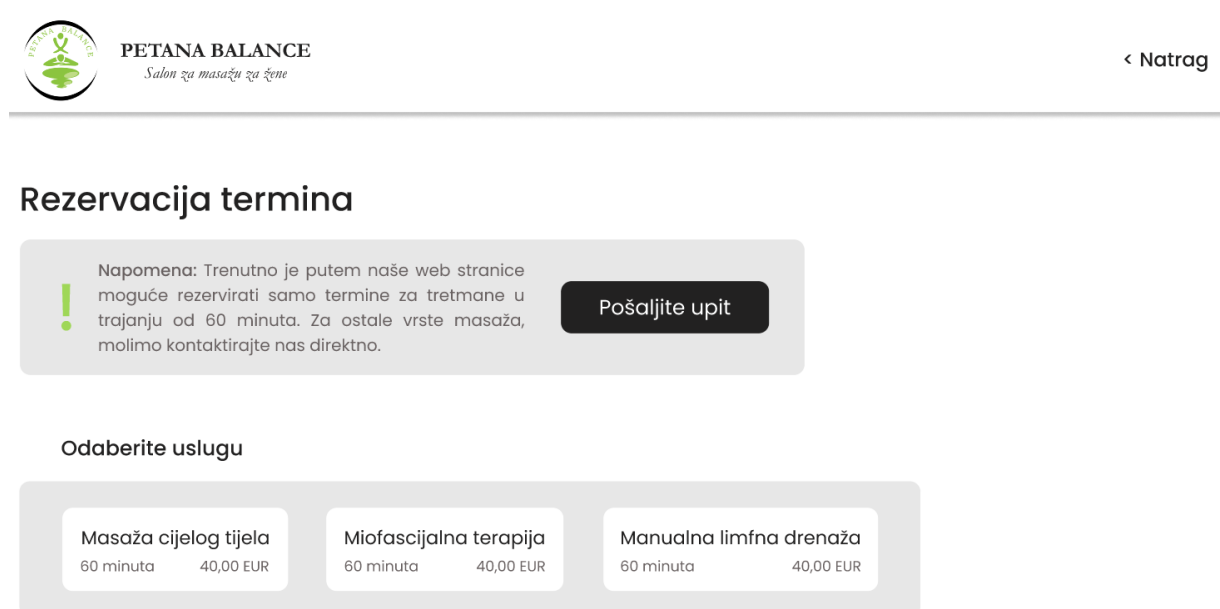 PETANA BALANCE
PETANA BALANCE
Salon za masažu za žene
< Natrag
Rezervacija termina
Napomena: Trenutno je putem naše web stranice
moguće rezervirati samo termine za tretmane u
trajanju od 60 minuta. Za ostale vrste masaža,
molimo kontaktirajte nas direktno.
!
Pošaljite upit
Odaberite uslugu
Masaža cijelog tijela
60 minuta 40,00 EUR
Miofascijalna terapija
60 minuta 40,00 EUR
Manualna limfna drenaža
60 minuta 40,00 EUR